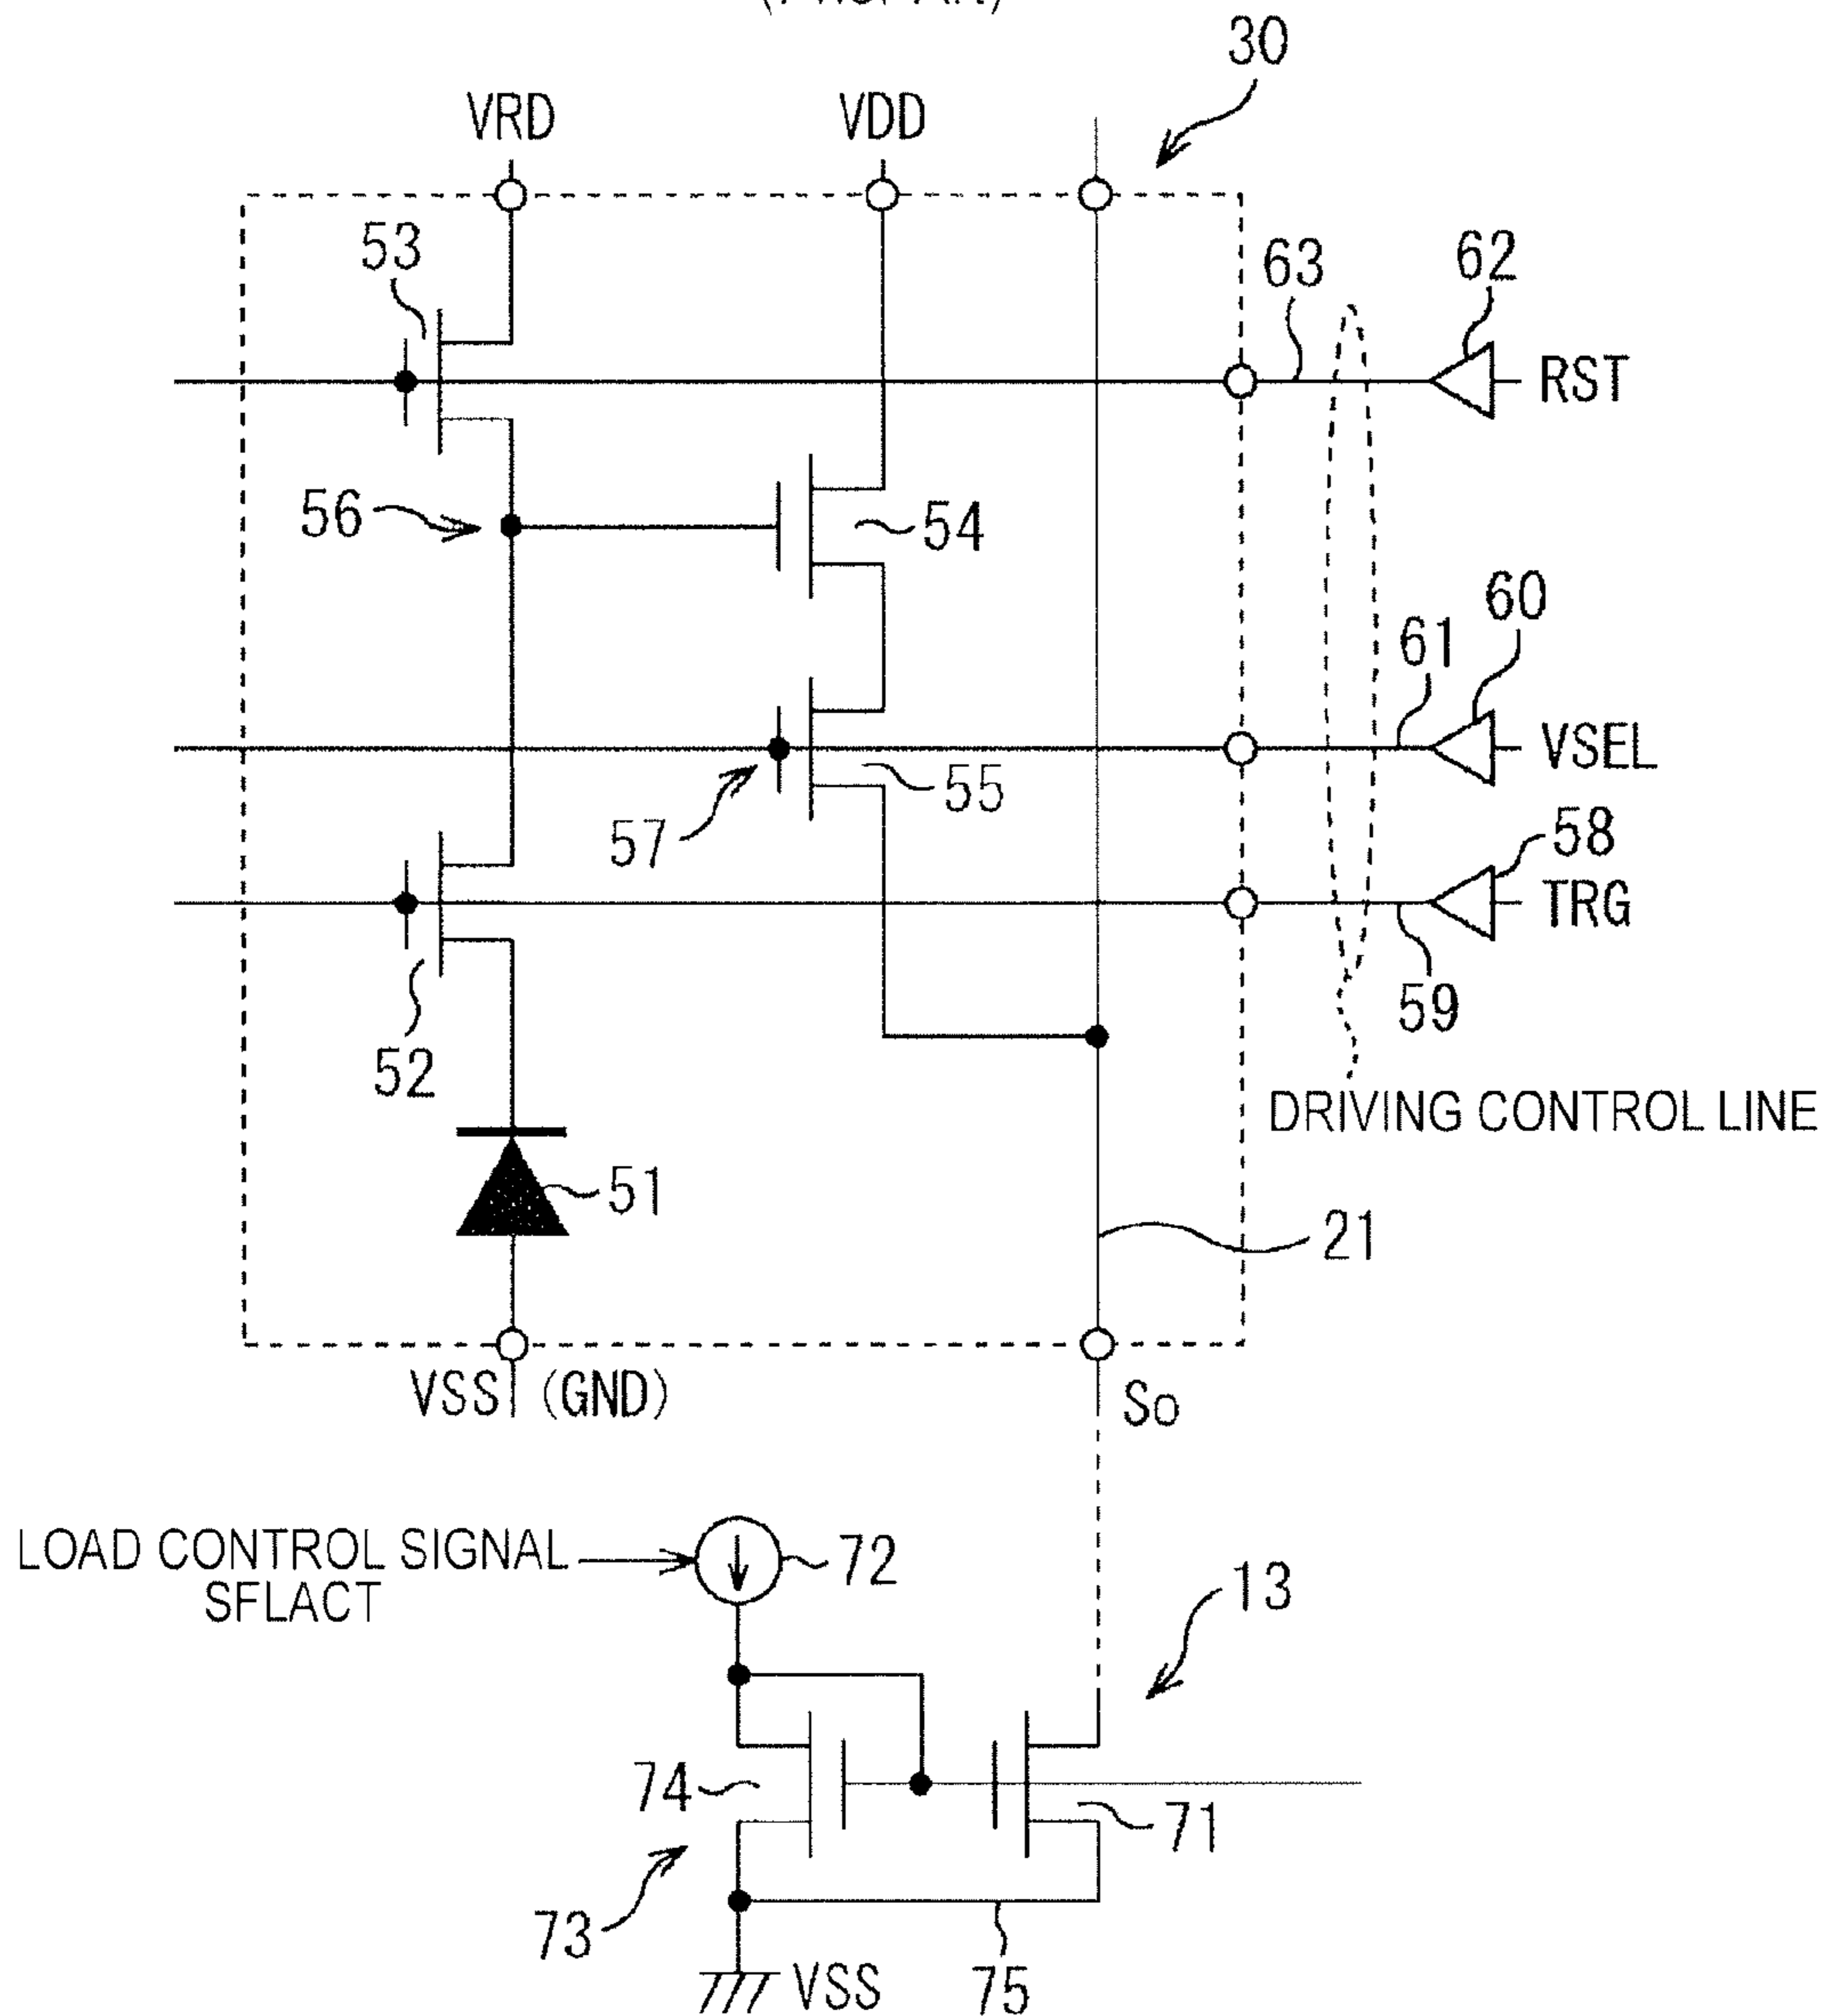 30
VRD
VDD
53
63
62
RST
56
54
60
61
VSEL
55
57
58
TRG
59
52
DRIVING CONTROL LINE
51
21
VSS (GND)
So
LOAD CONTROL SIGNAL
SFLACT
72
13
74
71
73
VSS
75